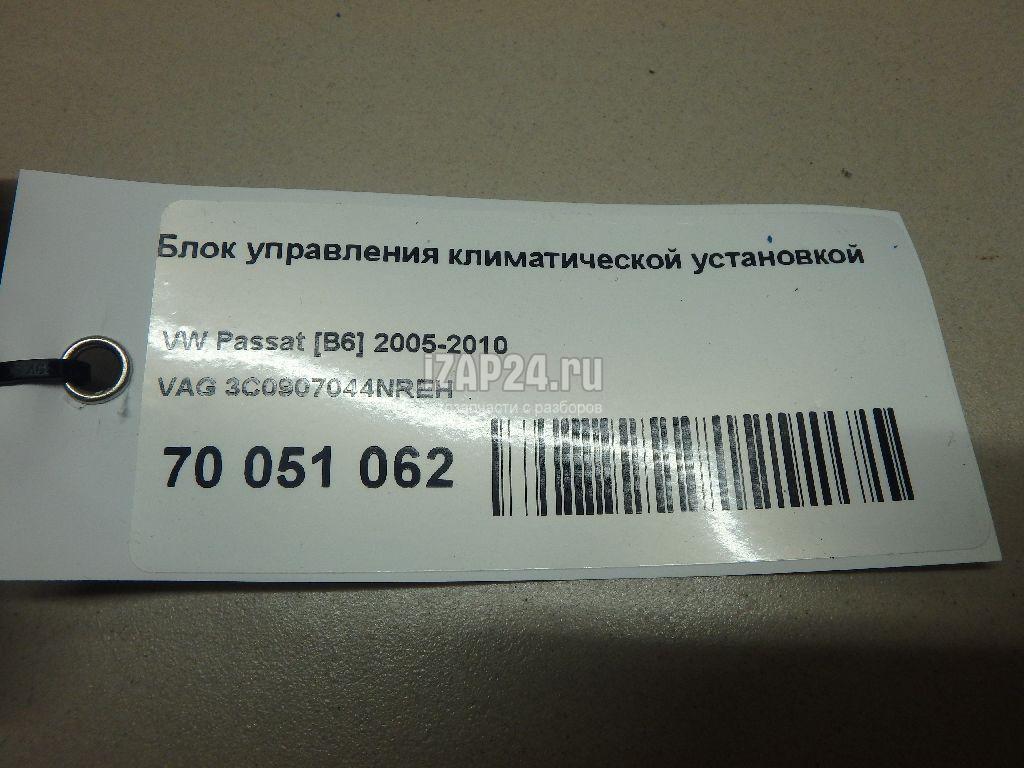 Блок управления климатической установкой
VW Passat [B6] 2005-2010
IZAP24.ru
VAG 3C0907044NREH
запчасти с разборов
70 051 062